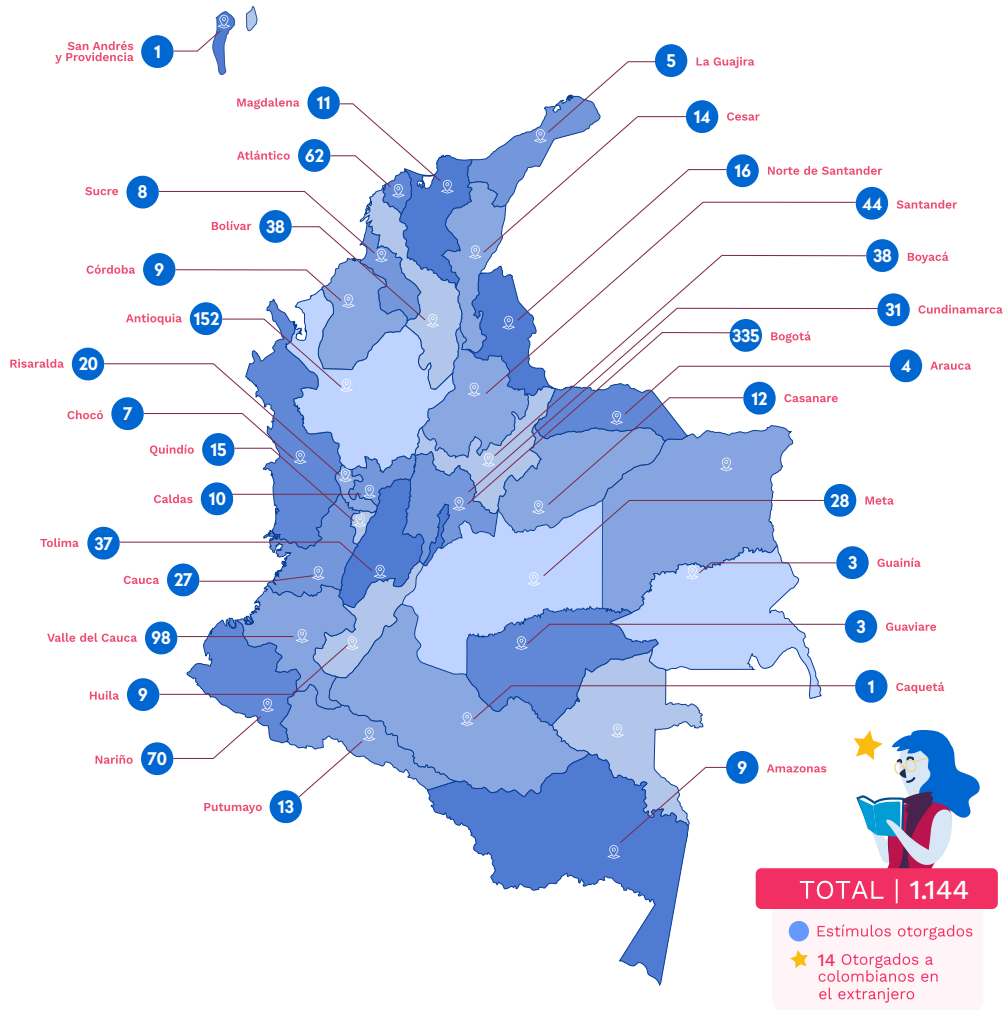 San Andrés
y Providencia
1
5
La Guajira
Magdalena
11
14
Cesar
Atlántico
62
16
Norte de Santander
Sucre
8
44
Santander
Bolívar
38
38
Boyacá
Córdoba
9
31
Cundinamarca
Antioquia
152
335
Bogotá
Risaralda
20
4
Arauca
12
Casanare
Chocó
7
Quindío
15
Caldas
10
28
Meta
Tolima
37
3
Guainía
Cauca
27
Valle del Cauca
98
3
Guaviare
Huila
9
1
Caquetá
Nariño
70
9
Amazonas
Putumayo
13
TOTAL | 1.144
Estímulos otorgados
14 Otorgados a
colombianos en
el extranjero